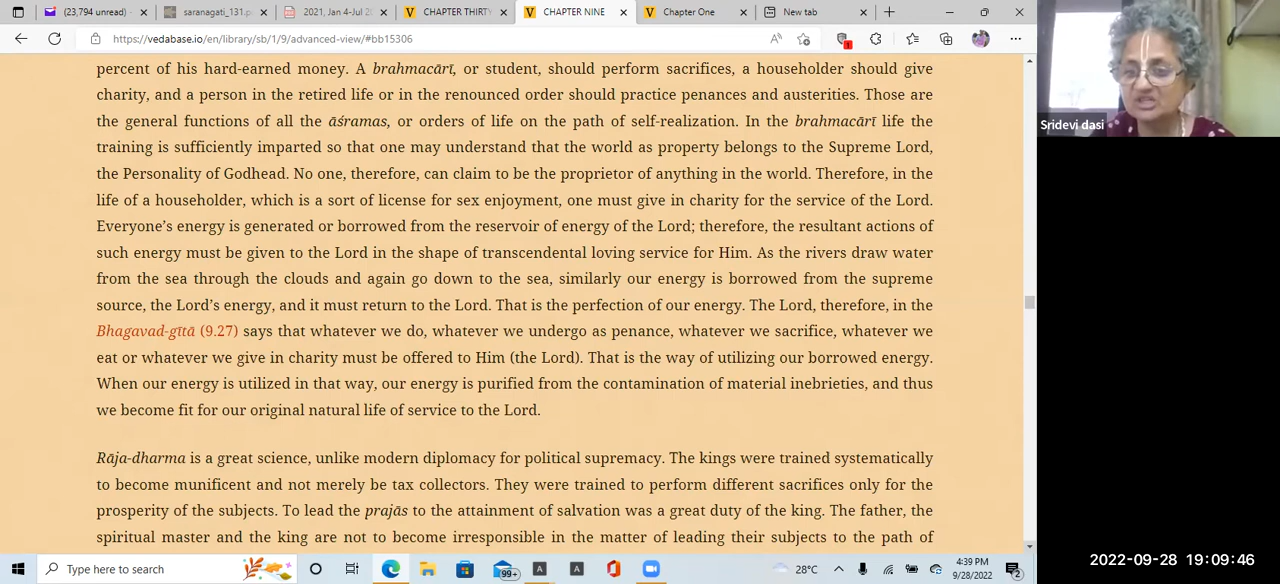 (23,794 unread)
saranagati_131.p
2021, Jan 4-Jul 2
CHAPTER THIRTY
CHAPTER NINE
Chapter One
New tab
https://vedabase.io/en/library/sb/1/9/advanced-view/#bb15306
percent of his hard-earned money. A brahmacārī, or student, should perform sacrifices, a householder should give
charity, and a person in the retired life or in the renounced order should practice penances and austerities. Those are
the general functions of all the āśramas, or orders of life on the path of self-realization. In the brahmacārī life the
training is sufficiently imparted so that one may understand that the world as property belongs to the Supreme Lord,
the Personality of Godhead. No one, therefore, can claim to be the proprietor of anything in the world. Therefore, in the
life of a householder, which is a sort of license for sex enjoyment, one must give in charity for the service of the Lord.
Everyone's energy is generated or borrowed from the reservoir of energy of the Lord; therefore, the resultant actions of
such energy must be given to the Lord in the shape of transcendental loving service for Him. As the rivers draw water
from the sea through the clouds and again go down to the sea, similarly our energy is borrowed from the supreme
source, the Lord's energy, and it must return to the Lord. That is the perfection of our energy. The Lord, therefore, in the
Bhagavad-gītā (9.27) says that whatever we do, whatever we undergo as penance, whatever we sacrifice, whatever we
eat or whatever we give in charity must be offered to Him (the Lord). That is the way of utilizing our borrowed energy.
When our energy is utilized in that way, our energy is purified from the contamination of material inebrieties, and thus
we become fit for our original natural life of service to the Lord.
Rāja-dharma is a great science, unlike modern diplomacy for political supremacy. The kings were trained systematically
to become munificent and not merely be tax collectors. They were trained to perform different sacrifices only for the
prosperity of the subjects. To lead the prajās to the attainment of salvation was a great duty of the king. The father, the
spiritual master and the king are not to become irresponsible in the matter of leading their subjects to the path of
Sridevi dasi
Type here to search
99+
28°C
4:39 PM
9/28/2022
2
2022-09-28 19:09:46